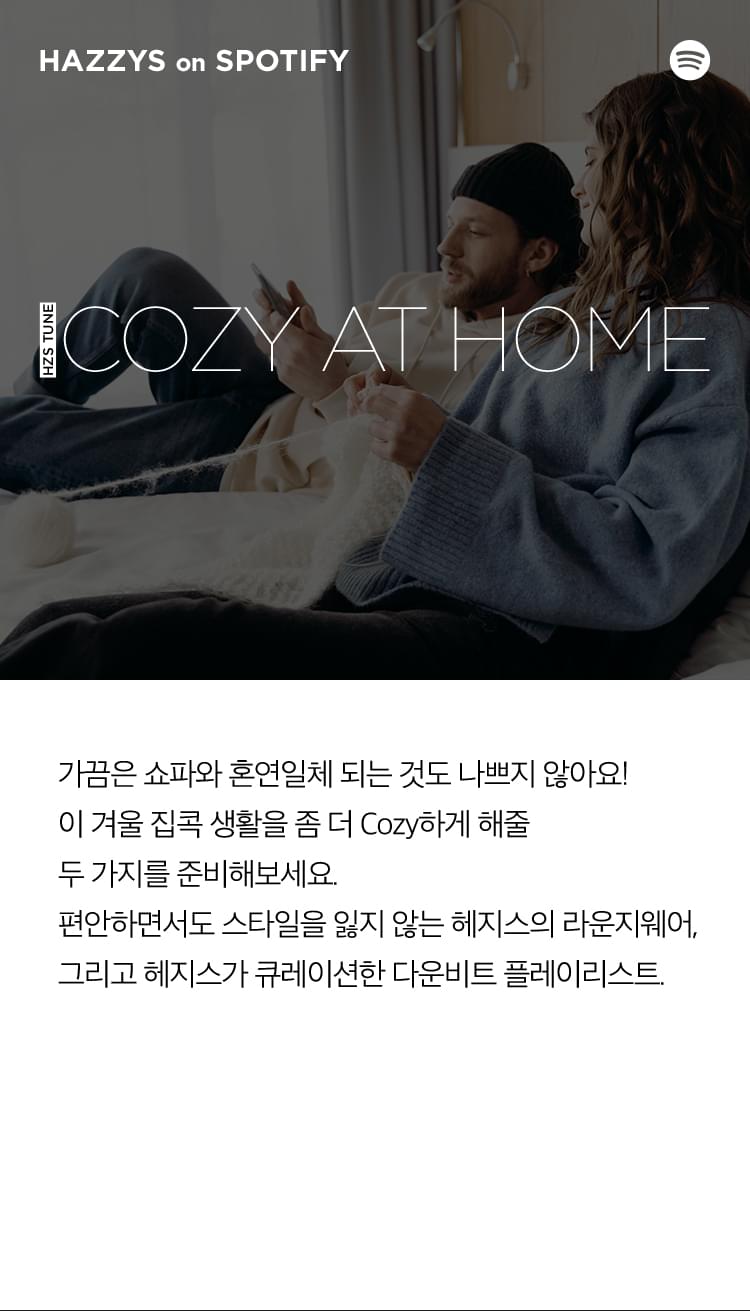 HAZZYS on SPOTIFY
HZS TUNE
COZY AT HOME
가끔은 쇼파와 혼연일체 되는 것도 나쁘지 않아요!
이 겨울 집콕 생활을 좀 더 Cozy하게 해줄
두 가지를 준비해보세요.
편안하면서도 스타일을 잃지 않는 헤지스의 라운지웨어,
그리고 헤지스가 큐레이션한 다운비트 플레이리스트.